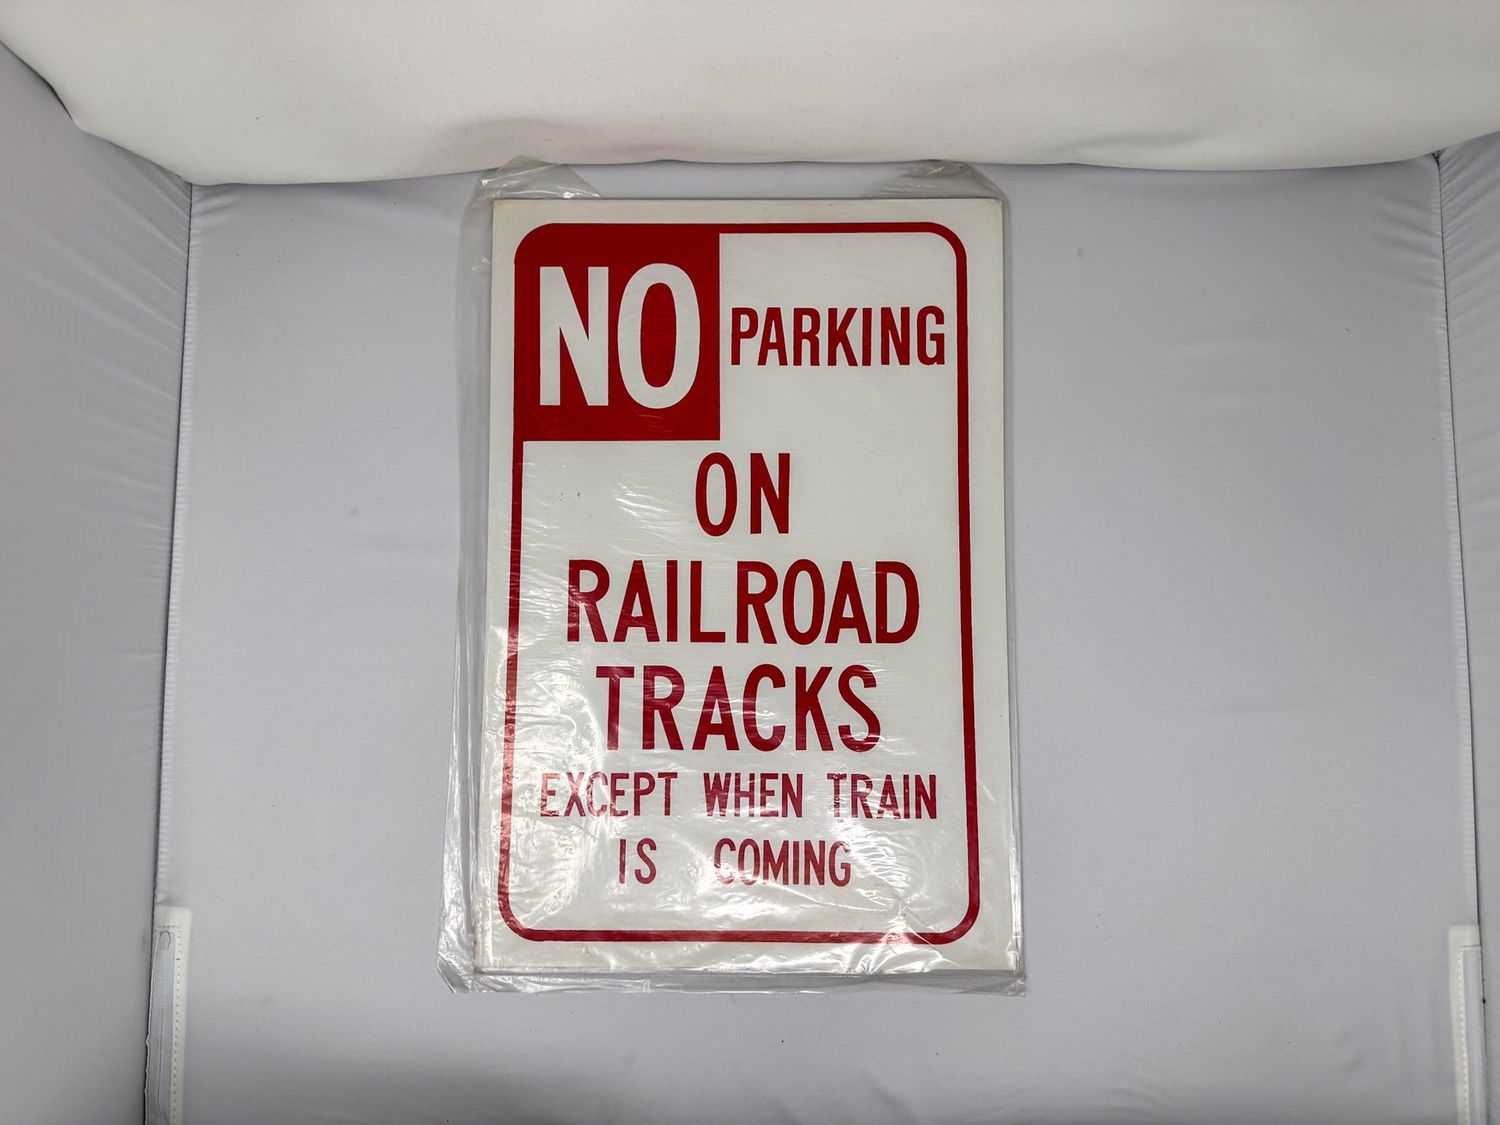 NO PARKING
ON
RAILROAD
TRACKS
EXCEPT WHEN TRAIN
IS COMING